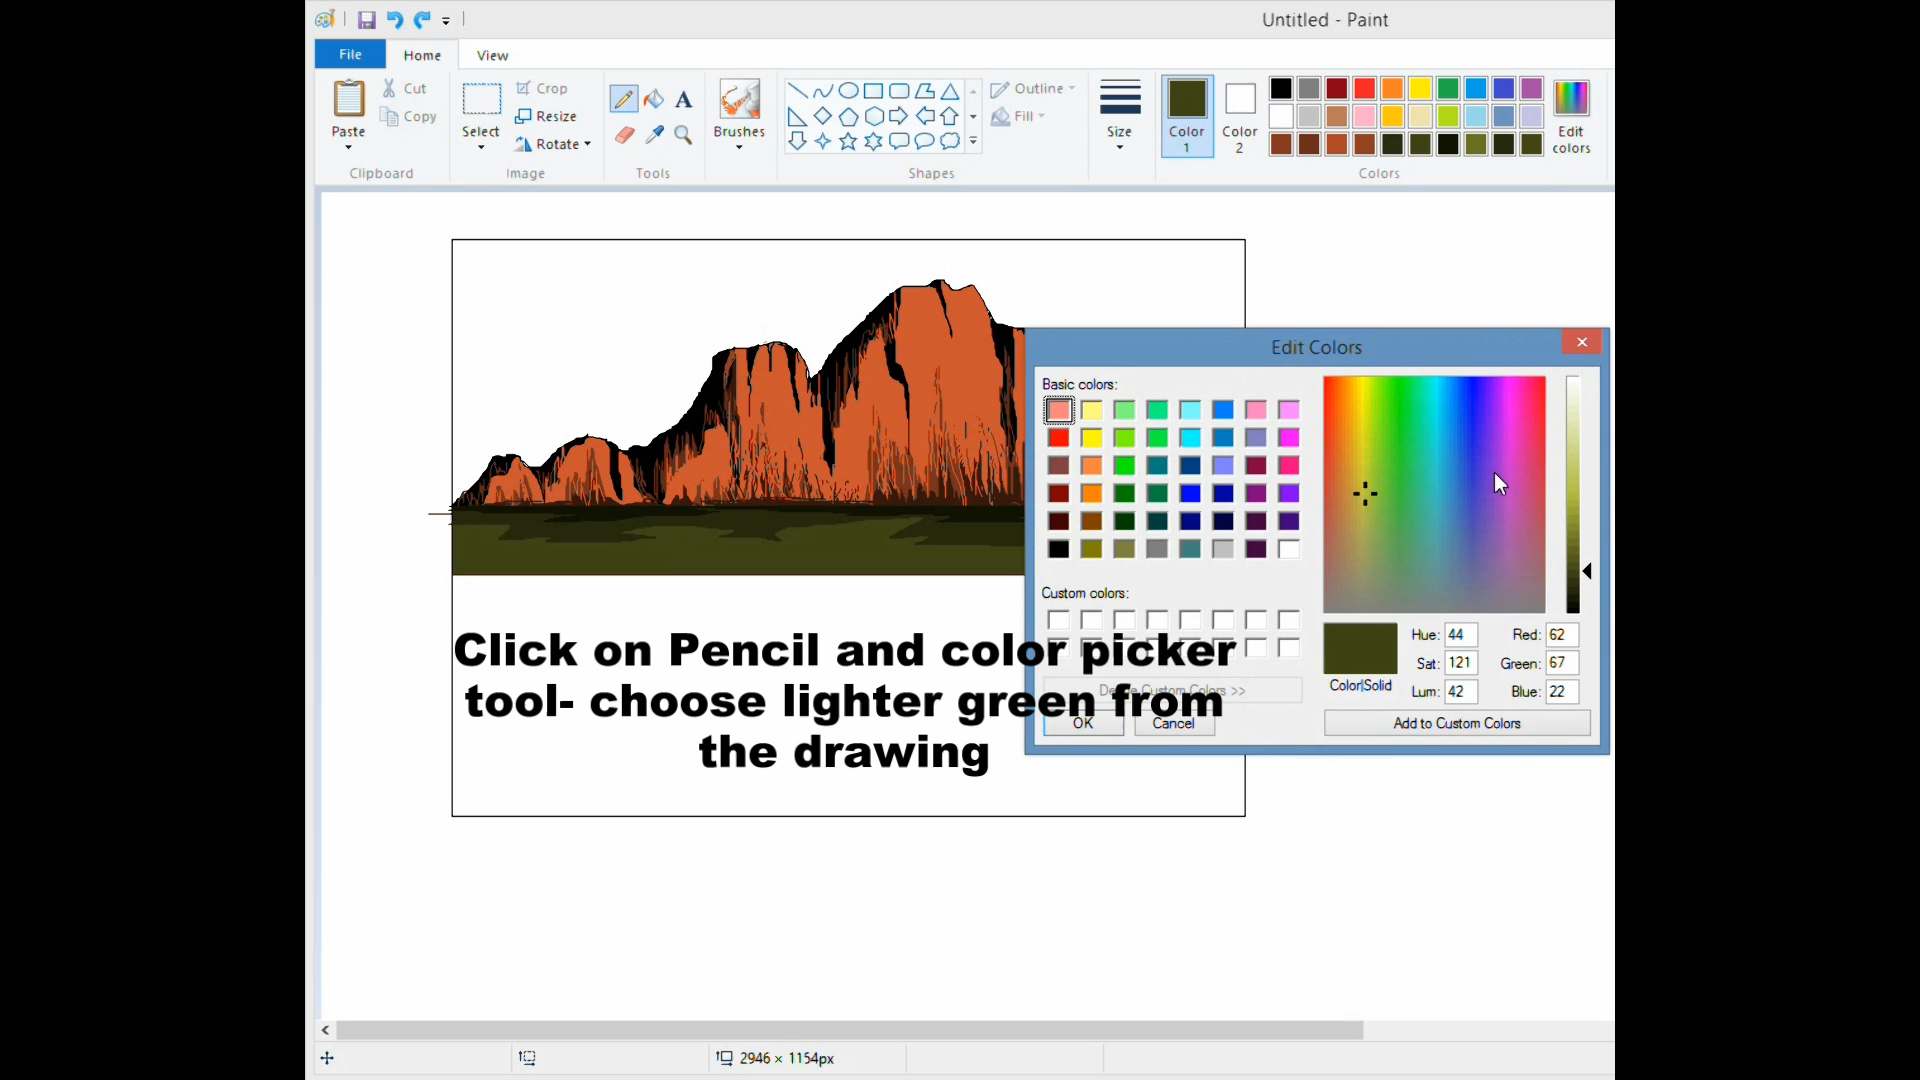 Untitled - Paint
File
Home
View
Paste
Cut
Copy
Clipboard
Select
Crop
Resize
Rotate
Image
A
Tools
Brushes
Shapes
Outline
Fill
Size
Color
1
Color
2
Edit
colors
Colors
Edit Colors
Basic colors:
Custom colors:
Define Custom Colors >>
OK
Cancel
Color|Solid
Hue: 44
Sat: 121
Lum: 42
Red: 62
Green: 67
Blue: 22
Add to Custom Colors
Click on Pencil and color picker
tool- choose lighter green from
the drawing
2946 × 1154px